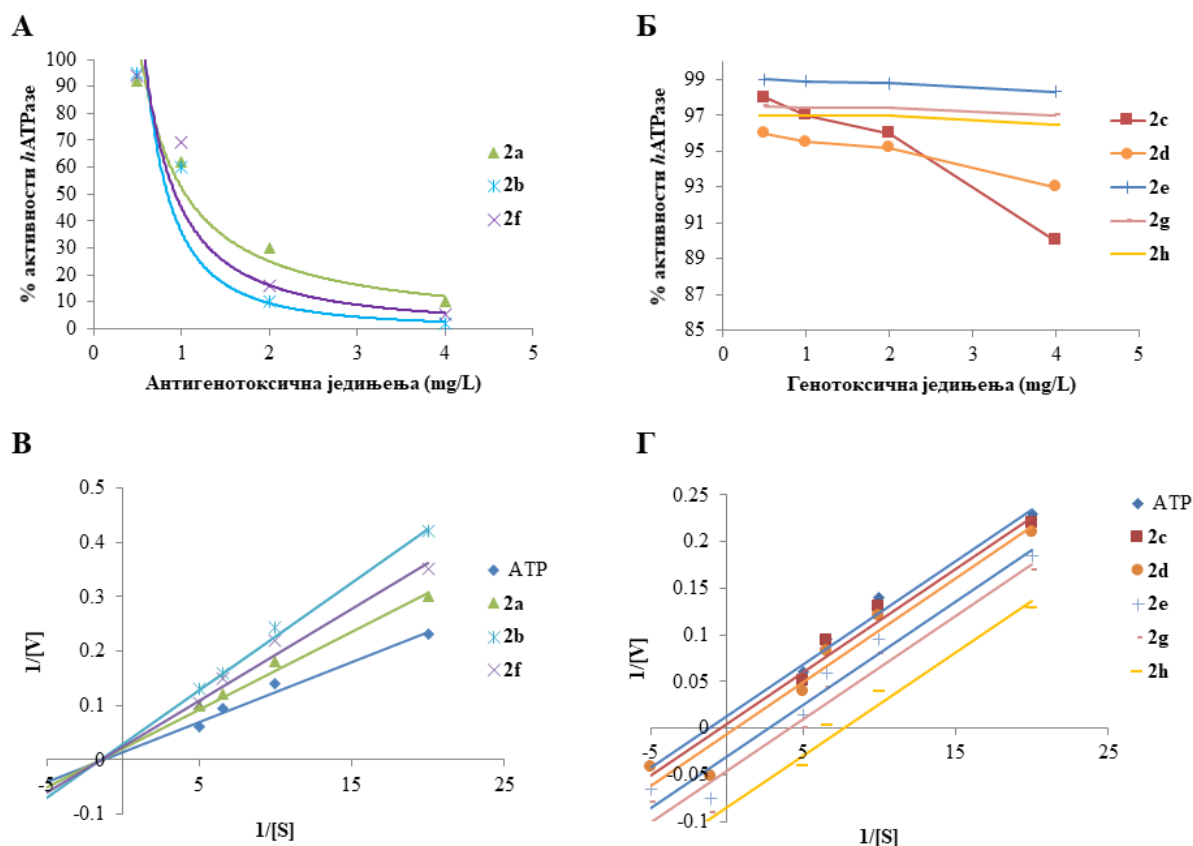 А
% активности hАТРазе
100
90
80
70
60
50
40
30
20
10
0
0 1 2 3 4 5
Антигенотоксична једињења (mg/L)
2a
2b
2f
Б
% активности hАТРазе
99
97
95
93
91
89
87
85
0 1 2 3 4 5
Генотоксична једињења (mg/L)
2c
2d
2e
2g
2h
В
1/[V]
0.5
0.4
0.3
0.2
0.1
0
-0.1
-5 5 15 25
1/[S]
ATP
2a
2b
2f
Г
1/[V]
0.25
0.2
0.15
0.1
0.05
0
-0.05
-0.1
-5 5 15 25
1/[S]
ATP
2c
2d
2e
2g
2h